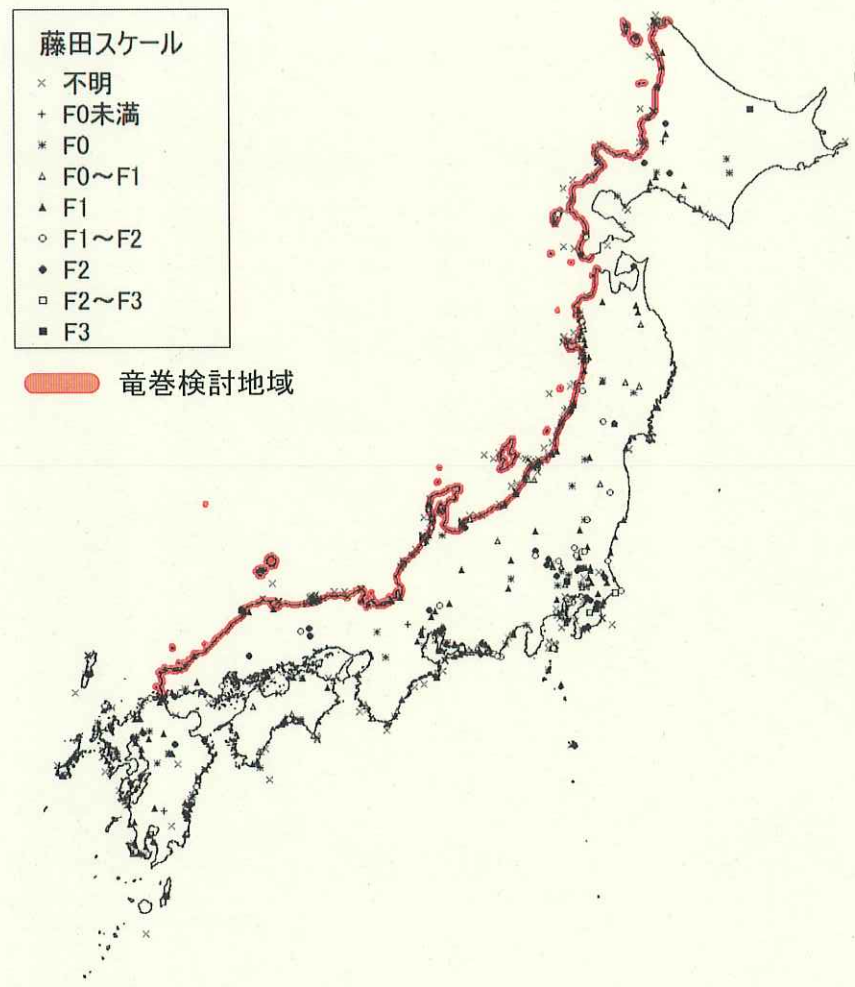 藤田スケール
× 不明
+ F0未満
* F0
△ F0～F1
▲ F1
○ F1～F2
● F2
□ F2～F3
■ F3
竜巻検討地域